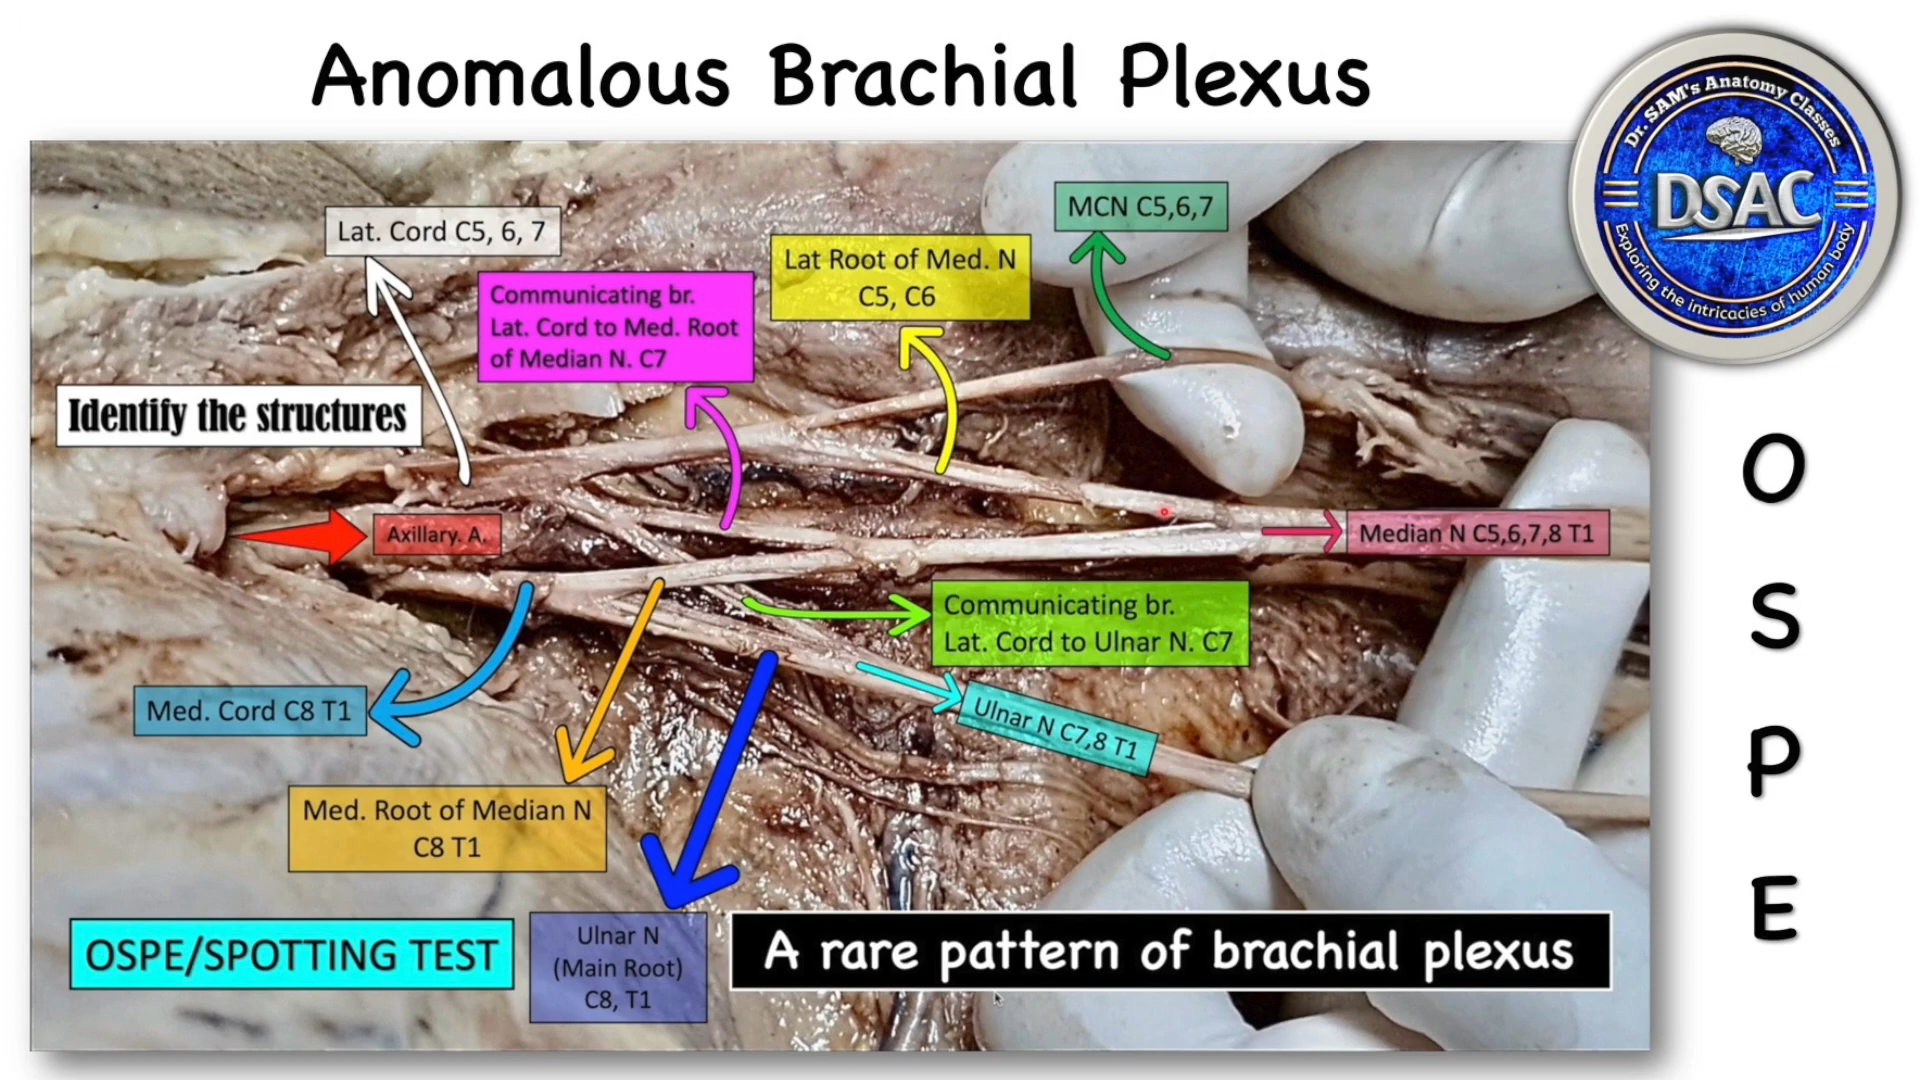 Anomalous Brachial Plexus
Dr. SAM's Anatomy Classes
DSAC
Exploring the intricacies of human body
MCN C5,6,7
Lat. Cord C5, 6, 7
Lat Root of Med. N
C5, C6
Communicating br.
Lat. Cord to Med. Root
of Median N. C7
Identify the structures
Axillary. A.
Median N C5,6,7,8 T1
Communicating br.
Lat. Cord to Ulnar N. C7
Med. Cord C8 T1
Ulnar N C7,8 T1
Med. Root of Median N
C8 T1
OSPE/SPOTTING TEST
Ulnar N
(Main Root)
C8, T1
A rare pattern of brachial plexus
O
S
P
E